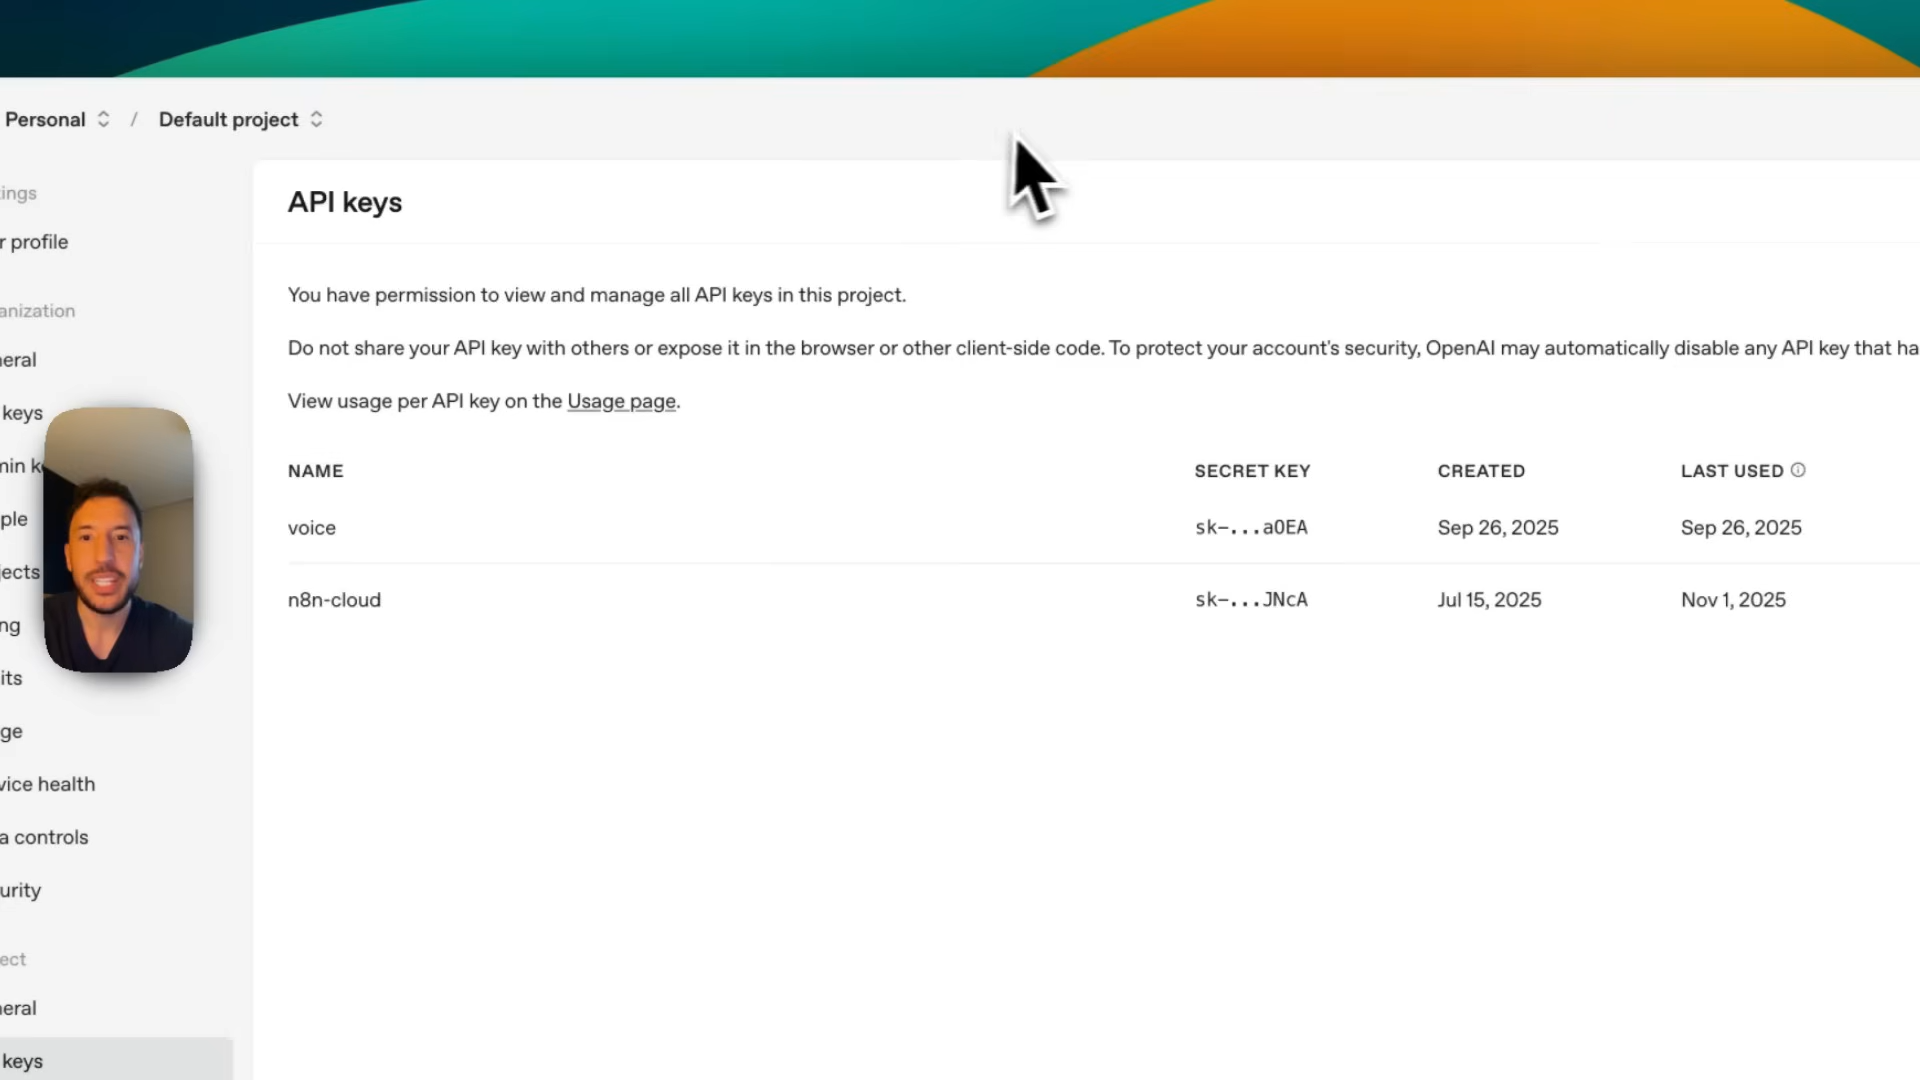 Personal / Default project
tings
r profile
anization
eral
keys
min k
ple
jects
ng
its
ge
vice health
a controls
urity
ect
neral
keys
API keys
You have permission to view and manage all API keys in this project.
Do not share your API key with others or expose it in the browser or other client-side code. To protect your account's security, OpenAI may automatically disable any API key that ha
View usage per API key on the Usage page.
NAME SECRET KEY CREATED LAST USED
voice sk-...aOEA Sep 26, 2025 Sep 26, 2025
n8n-cloud sk-...JNcA Jul 15, 2025 Nov 1, 2025